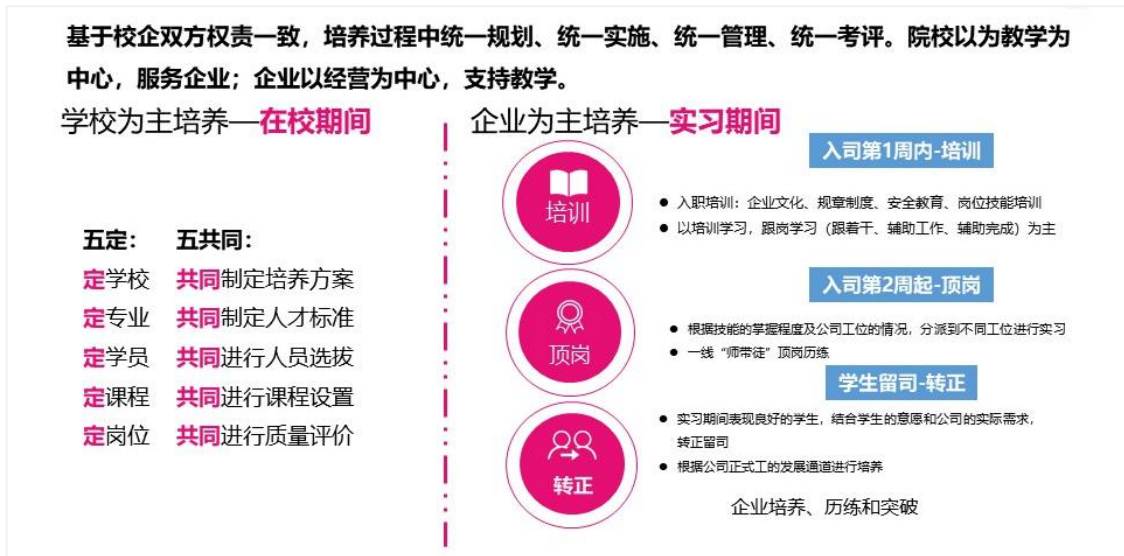 基于校企双方权责一致，培养过程中统一规划、统一实施、统一管理、统一考评。院校以为教学为
中心，服务企业；企业以经营为中心，支持教学。
学校为主培养—在校期间
五定：
定学校
定专业
定学员
定课程
定岗位
五共同：
共同制定培养方案
共同制定人才标准
共同进行人员选拔
共同进行课程设置
共同进行质量评价
企业为主培养—实习期间
培训
入司第1周内-培训
● 入职培训：企业文化、规章制度、安全教育、岗位技能培训
● 以培训学习，跟岗学习（跟着干、辅助工作、辅助完成）为主
顶岗
入司第2周起-顶岗
● 根据技能的掌握程度及公司工位的情况，分派到不同工位进行实习
● 一线“师带徒”顶岗历练
转正
学生留司-转正
● 实习期间表现良好的学生，结合学生的意愿和公司的实际需求，
转正留司
● 根据公司正式工的发展通道进行培养
企业培养、历练和突破